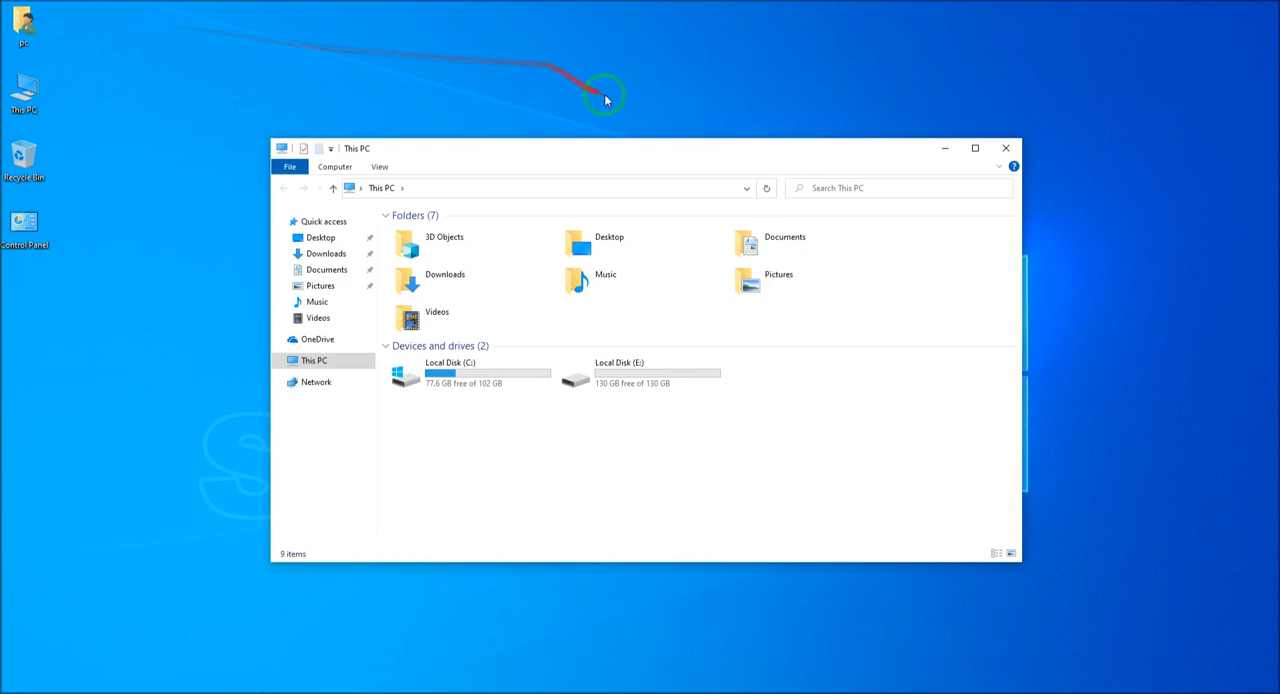 pc
This PC
Recycle Bin
Control Panel
This PC
File
Computer
View
This PC
Search This PC
Quick access
Desktop
Downloads
Documents
Pictures
Music
Videos
OneDrive
This PC
Network
Folders (7)
3D Objects
Desktop
Documents
Downloads
Music
Pictures
Videos
Devices and drives (2)
Local Disk (C:)
77.6 GB free of 102 GB
Local Disk (E:)
130 GB free of 130 GB
9 items
S